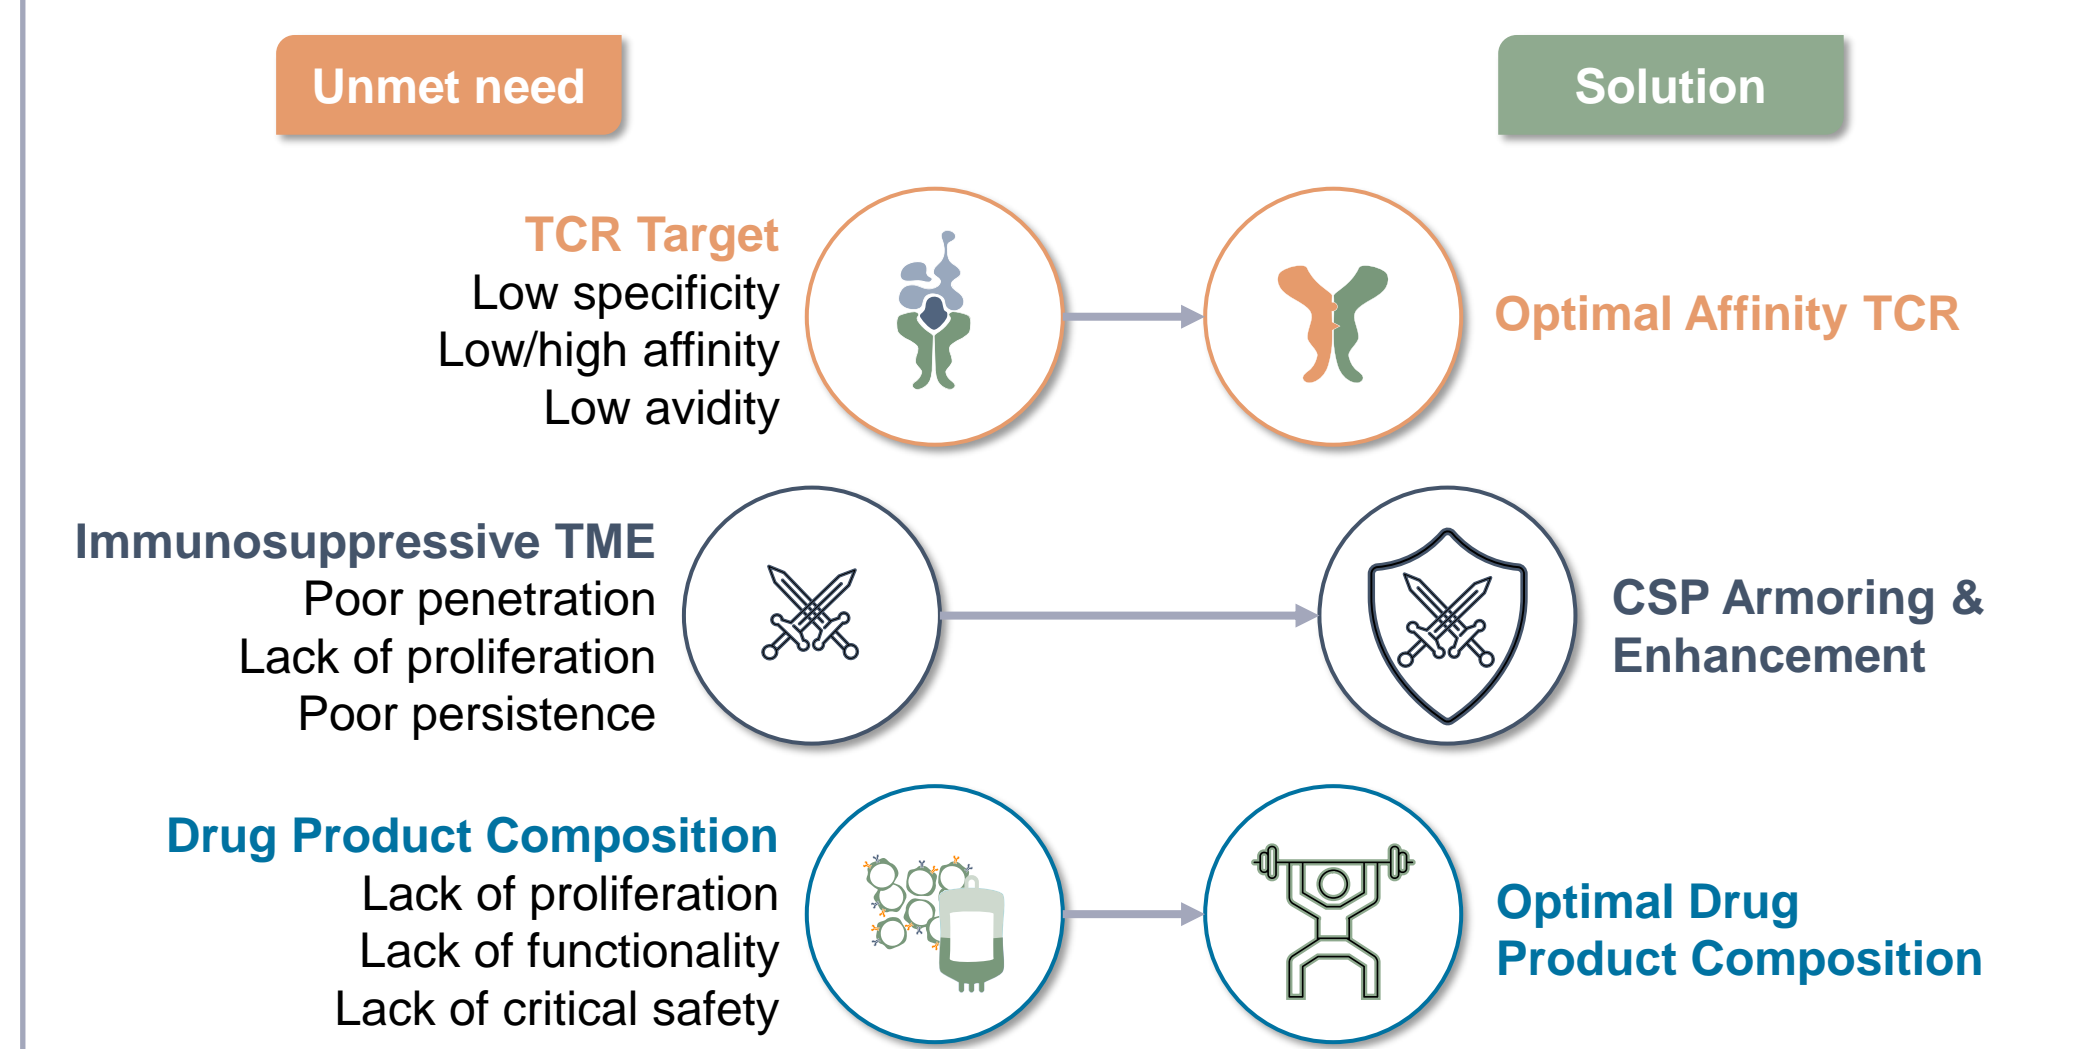 Unmet need
Solution
TCR Target
Low specificity
Low/high affinity
Low avidity
Optimal Affinity TCR
Immunosuppressive TME
Poor penetration
Lack of proliferation
Poor persistence
CSP Armoring &
Enhancement
Drug Product Composition
Lack of proliferation
Lack of functionality
Lack of critical safety
Optimal Drug
Product Composition